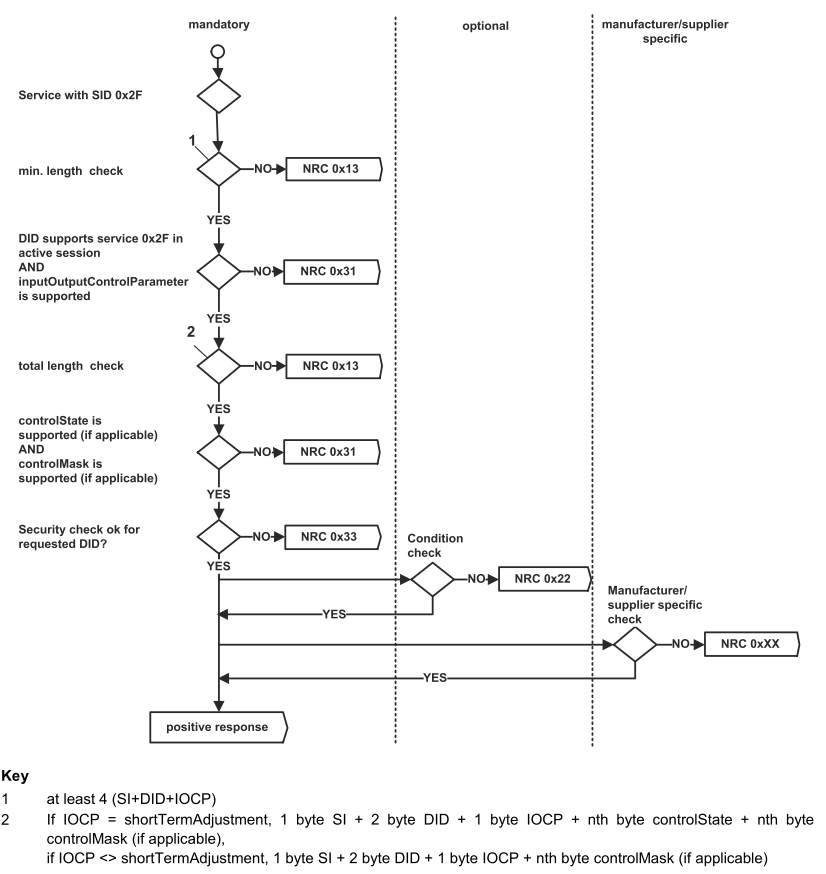 mandatory
optional
manufacturer/supplier
specific
Service with SID 0x2F
1
min. length check
NO
NRC 0x13
YES
DID supports service 0x2F in
active session
AND
inputOutputControlParameter
is supported
NO
NRC 0x31
YES
2
total length check
NO
NRC 0x13
YES
controlState is
supported (if applicable)
AND
controlMask is
supported (if applicable)
NO
NRC 0x31
YES
Security check ok for
requested DID?
NO
NRC 0x33
YES
Condition
check
NO
NRC 0x22
YES
Manufacturer/
supplier specific
check
NO
NRC 0xXX
YES
positive response
Key
1 at least 4 (SI+DID+IOCP)
2 If IOCP = shortTermAdjustment, 1 byte SI + 2 byte DID + 1 byte IOCP + nth byte controlState + nth byte
controlMask (if applicable),
if IOCP <> shortTermAdjustment, 1 byte SI + 2 byte DID + 1 byte IOCP + nth byte controlMask (if applicable)